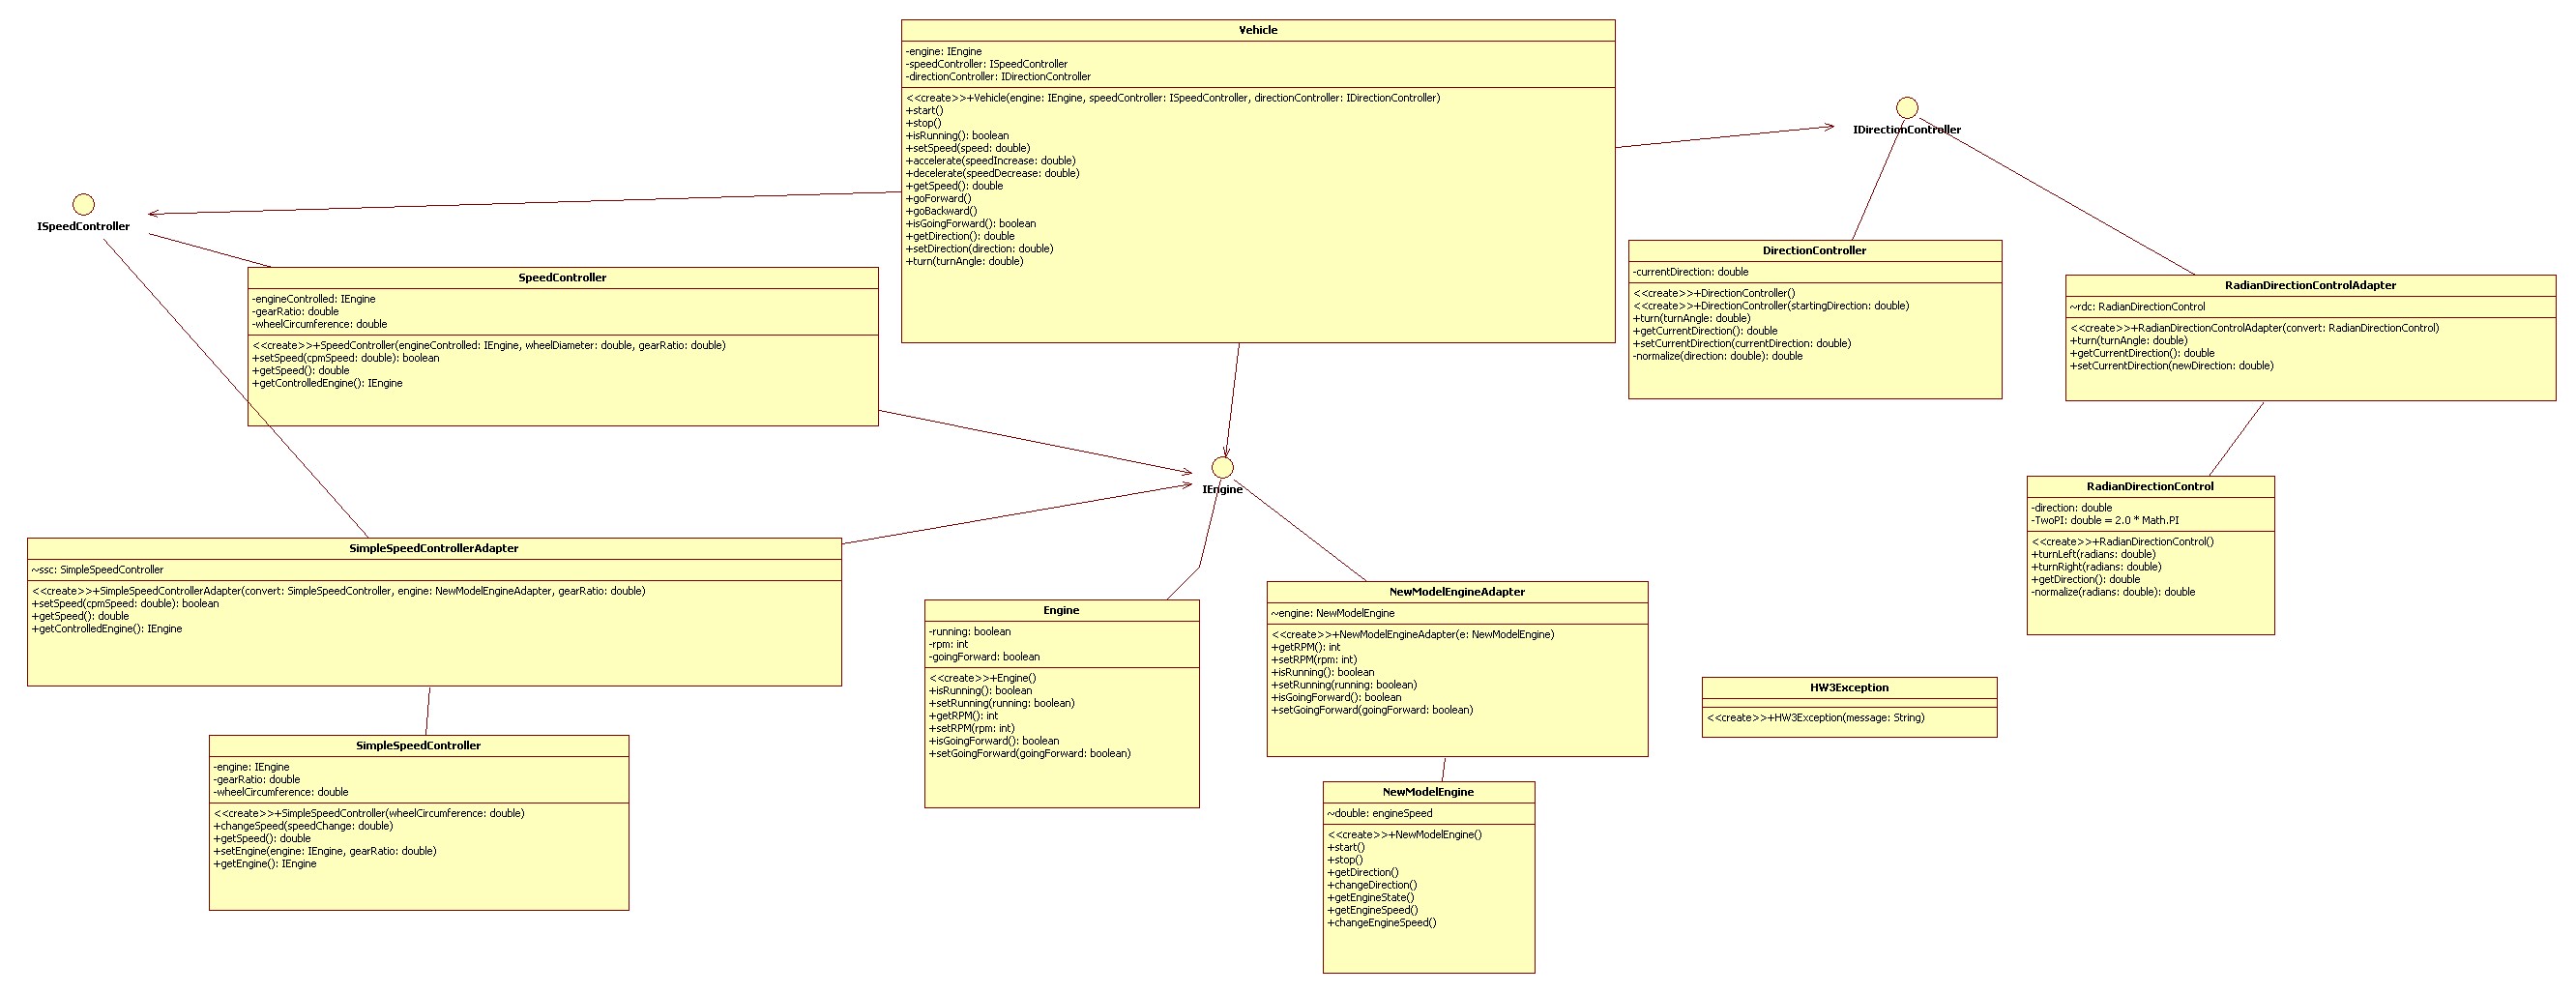 Vehicle
-engine: IEngine
-speedController: ISpeedController
-directionController: IDirectionController
<<create>>+Vehicle(engine: IEngine, speedController: ISpeedController, directionController: IDirectionController)
+start()
+stop()
+isRunning(): boolean
+setSpeed(speed: double)
+accelerate(speedIncrease: double)
+decelerate(speedDecrease: double)
+getSpeed(): double
+goForward()
+goBackward()
+isGoingForward(): boolean
+getDirection(): double
+setDirection(direction: double)
+turn(turnAngle: double)
IDirectionController
ISpeedController
SpeedController
-engineControlled: IEngine
-gearRatio: double
-wheelCircumference: double
<<create>>+SpeedController(engineControlled: IEngine, wheelDiameter: double, gearRatio: double)
+setSpeed(cpmSpeed: double): boolean
+getSpeed(): double
+getControlledEngine(): IEngine
DirectionController
-currentDirection: double
<<create>>+DirectionController()
<<create>>+DirectionController(startingDirection: double)
+turn(turnAngle: double)
+getCurrentDirection(): double
+setCurrentDirection(currentDirection: double)
-normalize(direction: double): double
RadianDirectionControlAdapter
~rdc: RadianDirectionControl
<<create>>+RadianDirectionControlAdapter(convert: RadianDirectionControl)
+turn(turnAngle: double)
+getCurrentDirection(): double
+setCurrentDirection(newDirection: double)
IEngine
RadianDirectionControl
-direction: double
-TwoPI: double = 2.0 * Math.PI
<<create>>+RadianDirectionControl()
+turnLeft(radians: double)
+turnRight(radians: double)
+getDirection(): double
-normalize(radians: double): double
SimpleSpeedControllerAdapter
~ssc: SimpleSpeedController
<<create>>+SimpleSpeedControllerAdapter(convert: SimpleSpeedController, engine: NewModelEngineAdapter, gearRatio: double)
+setSpeed(cpmSpeed: double): boolean
+getSpeed(): double
+getControlledEngine(): IEngine
Engine
-running: boolean
-rpm: int
-goingForward: boolean
<<create>>+Engine()
+isRunning(): boolean
+setRunning(running: boolean)
+getRPM(): int
+setRPM(rpm: int)
+isGoingForward(): boolean
+setGoingForward(goingForward: boolean)
NewModelEngineAdapter
~engine: NewModelEngine
<<create>>+NewModelEngineAdapter(e: NewModelEngine)
+getRPM(): int
+setRPM(rpm: int)
+isRunning(): boolean
+setRunning(running: boolean)
+isGoingForward(): boolean
+setGoingForward(goingForward: boolean)
HW3Exception
<<create>>+HW3Exception(message: String)
SimpleSpeedController
-engine: IEngine
-gearRatio: double
-wheelCircumference: double
<<create>>+SimpleSpeedController(wheelCircumference: double)
+changeSpeed(speedChange: double)
+getSpeed(): double
+setEngine(engine: IEngine, gearRatio: double)
+getEngine(): IEngine
NewModelEngine
~double: engineSpeed
<<create>>+NewModelEngine()
+start()
+stop()
+getDirection()
+changeDirection()
+getEngineState()
+getEngineSpeed()
+changeEngineSpeed()